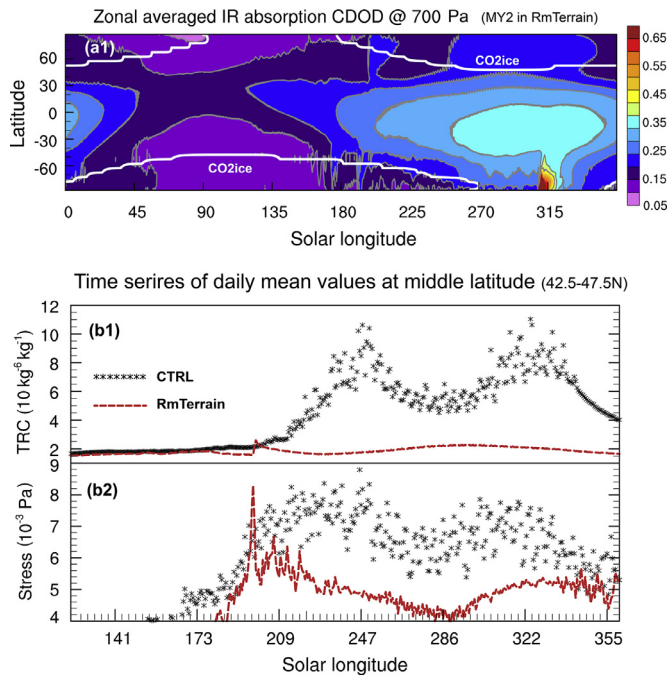 Zonal averaged IR absorption CDOD @ 700 Pa (MY2 in RmTerrain)
(a1)
CO2ice
CO2ice
Latitude
60
30
0
-30
-60
0 45 90 135 180 225 270 315
Solar longitude
0.65
0.55
0.45
0.35
0.25
0.15
0.05
Time serires of daily mean values at middle latitude (42.5-47.5N)
(b1)
CTRL
RmTerrain
TRC (10 kg⁻⁶ kg⁻¹)
12
10
8
6
4
2
(b2)
Stress (10⁻³ Pa)
9
8
7
6
5
4
141 173 209 247 286 322 355
Solar longitude